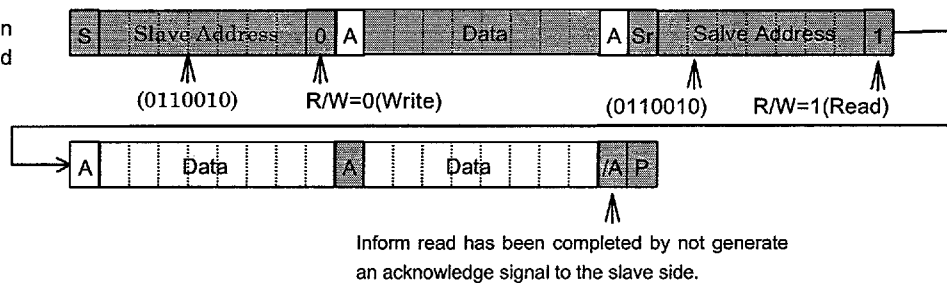 n
d
S Slave Address 0 A Data A Sr Salve Address 1
(0110010) R/W=0(Write) (0110010) R/W=1(Read)
A Data A Data /A P
Inform read has been completed by not generate
an acknowledge signal to the slave side.